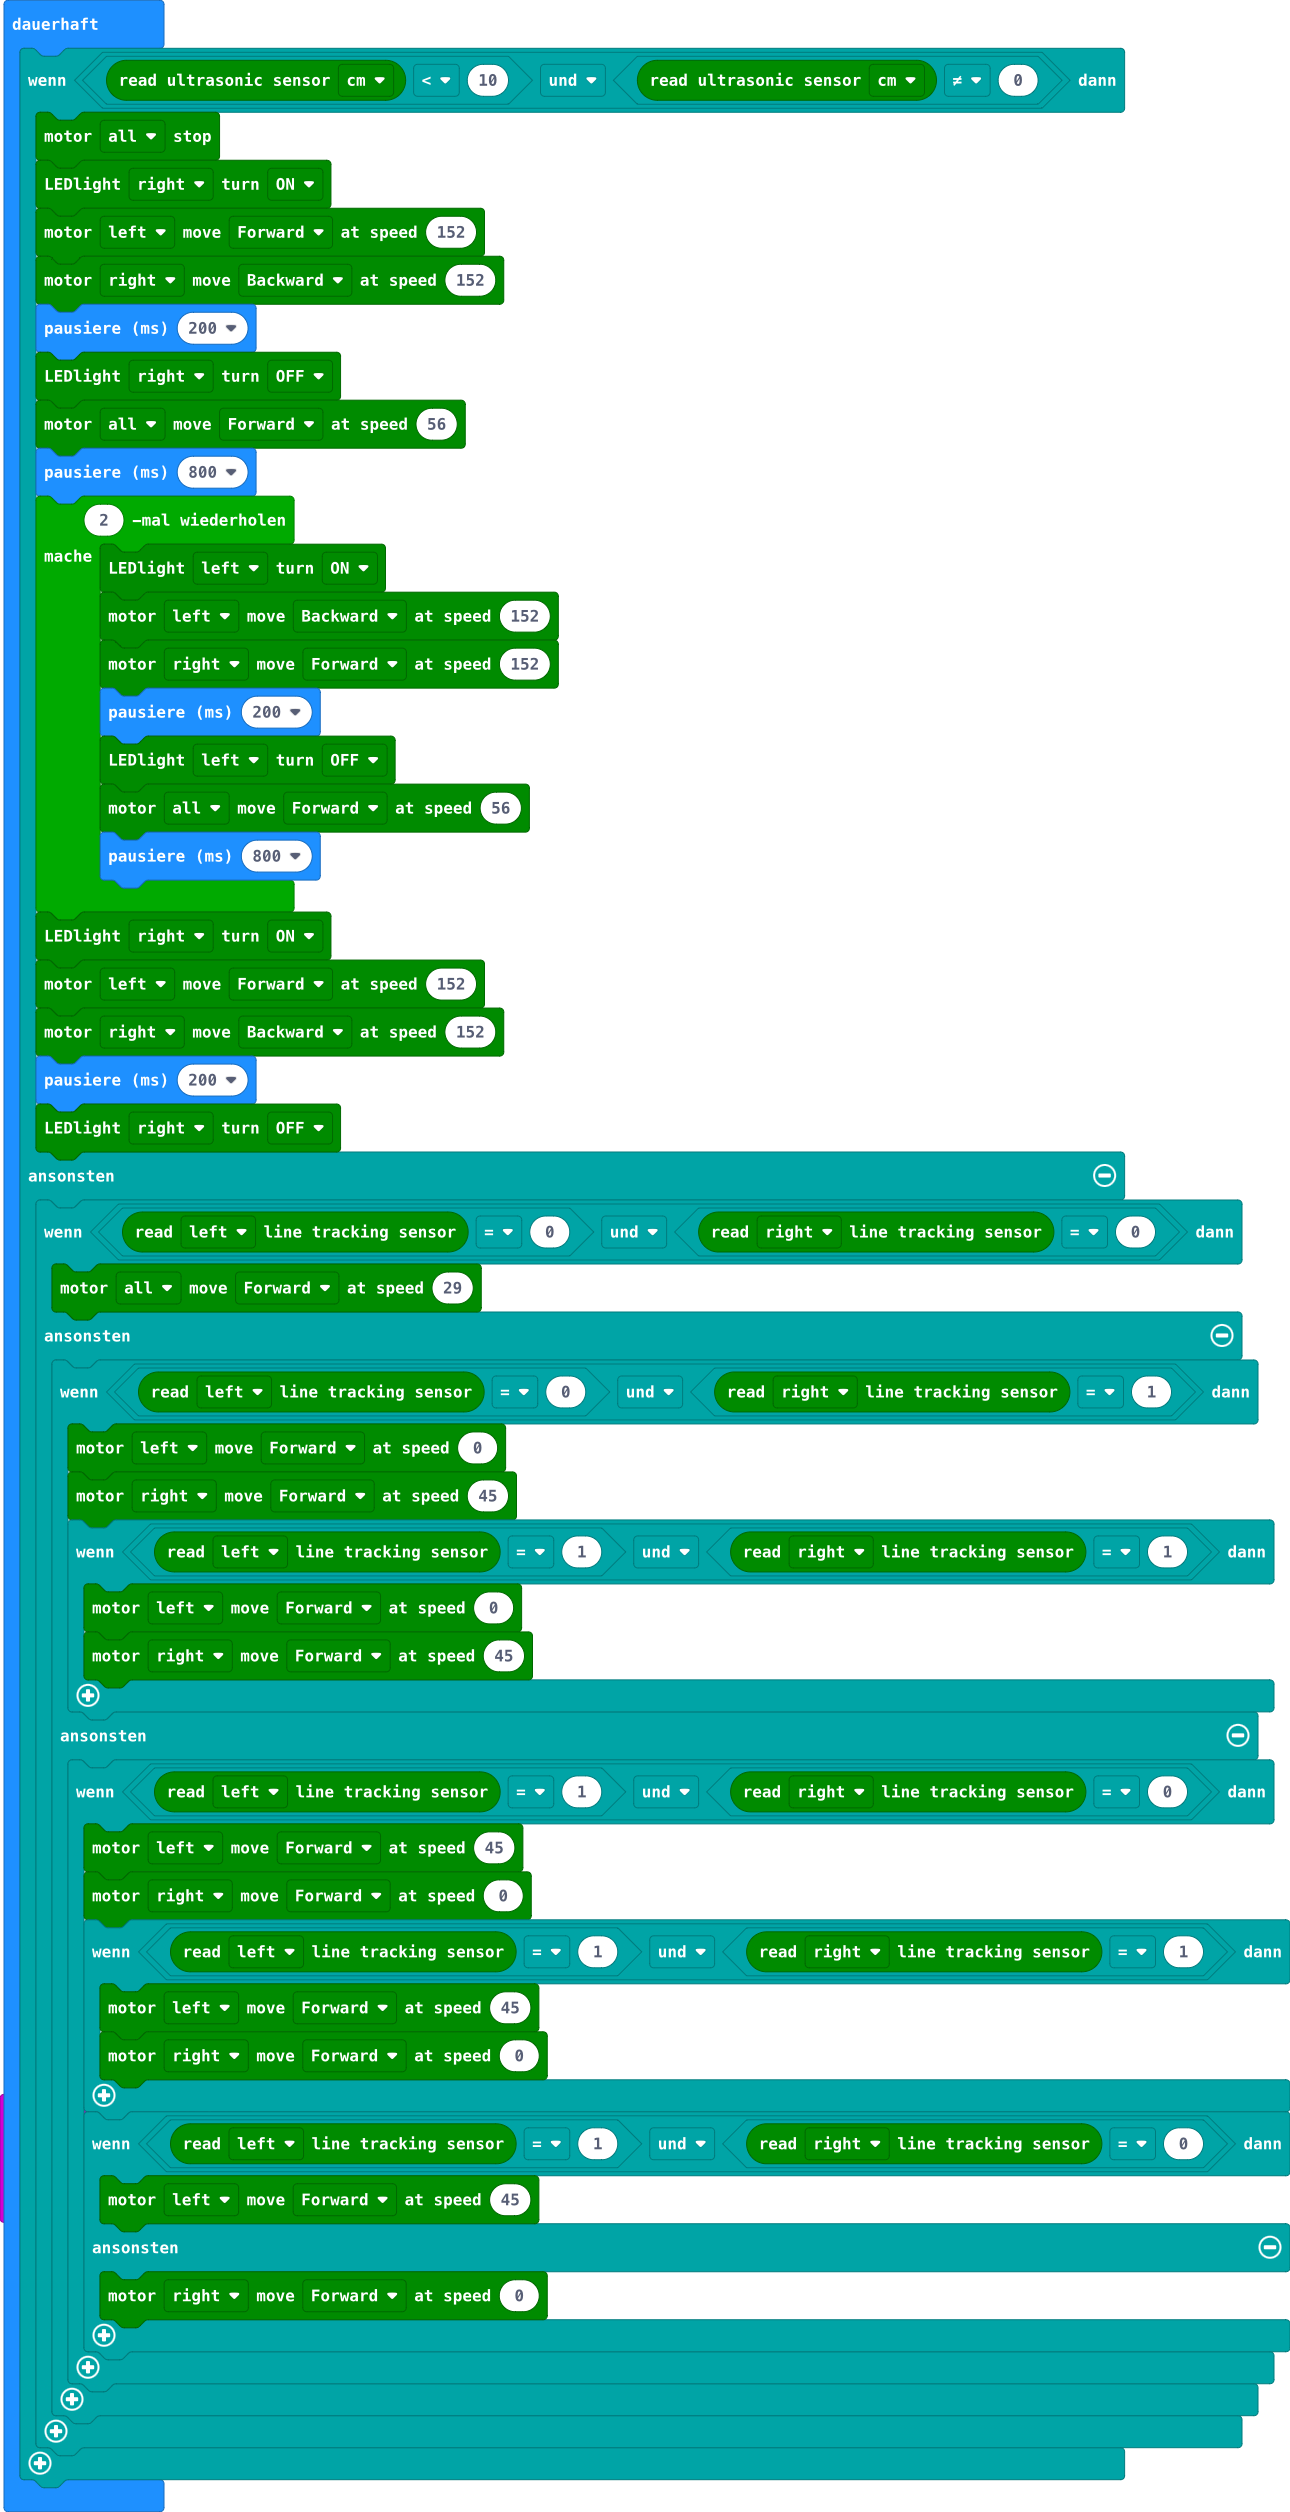 dauerhaft
wenn read ultrasonic sensor cm < 10 und read ultrasonic sensor cm ≠ 0 dann
motor all stop
LEDlight right turn ON
motor left move Forward at speed 152
motor right move Backward at speed 152
pausiere (ms) 200
LEDlight right turn OFF
motor all move Forward at speed 56
pausiere (ms) 800
2 -mal wiederholen
mache
LEDlight left turn ON
motor left move Backward at speed 152
motor right move Forward at speed 152
pausiere (ms) 200
LEDlight left turn OFF
motor all move Forward at speed 56
pausiere (ms) 800
LEDlight right turn ON
motor left move Forward at speed 152
motor right move Backward at speed 152
pausiere (ms) 200
LEDlight right turn OFF
ansonsten
wenn read left line tracking sensor = 0 und read right line tracking sensor = 0 dann
motor all move Forward at speed 29
ansonsten
wenn read left line tracking sensor = 0 und read right line tracking sensor = 1 dann
motor left move Forward at speed 0
motor right move Forward at speed 45
wenn read left line tracking sensor = 1 und read right line tracking sensor = 1 dann
motor left move Forward at speed 0
motor right move Forward at speed 45
ansonsten
wenn read left line tracking sensor = 1 und read right line tracking sensor = 0 dann
motor left move Forward at speed 45
motor right move Forward at speed 0
wenn read left line tracking sensor = 1 und read right line tracking sensor = 1 dann
motor left move Forward at speed 45
motor right move Forward at speed 0
wenn read left line tracking sensor = 1 und read right line tracking sensor = 0 dann
motor left move Forward at speed 45
ansonsten
motor right move Forward at speed 0